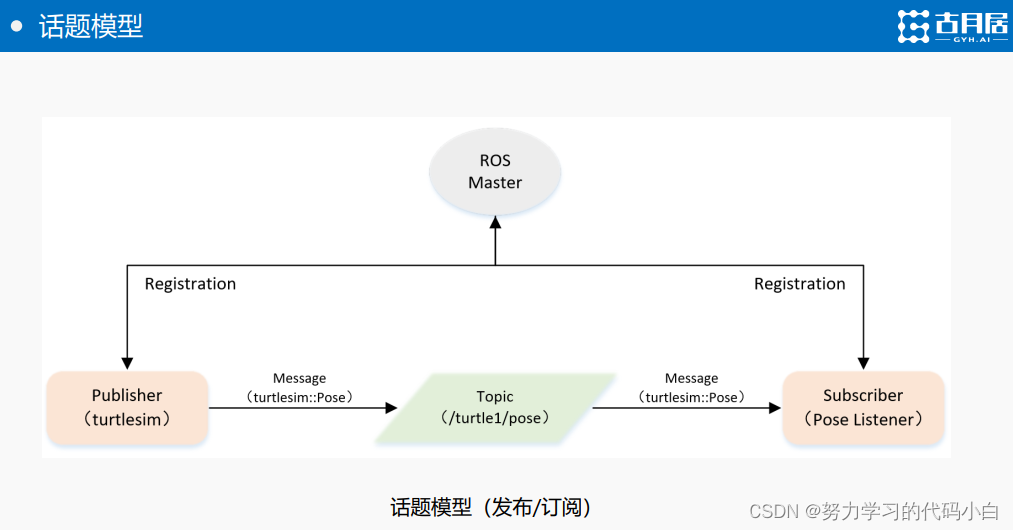 话题模型
古月居
GYH.AI
ROS
Master
Registration
Registration
Publisher
（turtlesim）
Message
（turtlesim::Pose）
Topic
（/turtle1/pose）
Message
（turtlesim::Pose）
Subscriber
（Pose Listener）
话题模型（发布/订阅）
CSDN @努力学习的代码小白